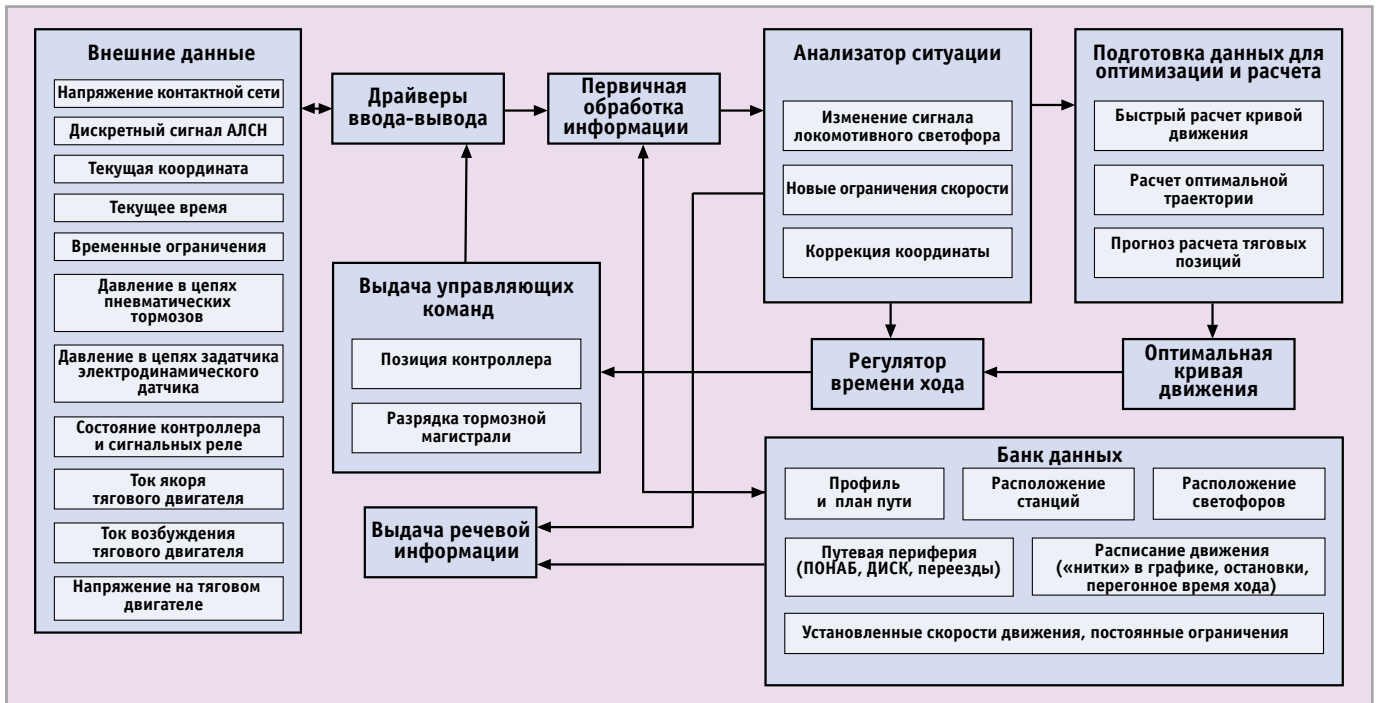 Внешние данные
Напряжение контактной сети
Дискретный сигнал АЛСН
Текущая координата
Текущее время
Временные ограничения
Давление в цепях
пневматических
тормозов
Давление в цепях задатчика
электродинамического
датчика
Состояние контроллера
и сигнальных реле
Ток якоря
тягового двигателя
Ток возбуждения
тягового двигателя
Напряжение на тяговом
двигателе
Драйверы
ввода-вывода
Первичная
обработка
информации
Анализатор ситуации
Изменение сигнала
локомотивного светофора
Новые ограничения скорости
Коррекция координаты
Подготовка данных для
оптимизации и расчета
Быстрый расчет кривой
движения
Расчет оптимальной
траектории
Прогноз расчета тяговых
позиций
Выдача управляющих
команд
Позиция контроллера
Разрядка тормозной
магистрали
Регулятор
времени хода
Оптимальная
кривая
движения
Выдача речевой
информации
Банк данных
Профиль
и план пути
Расположение
станций
Расположение
светофоров
Путевая периферия
(ПОНАБ, ДИСК, переезды)
Расписание движения
(«нитки» в графике, остановки,
перегонное время хода)
Установленные скорости движения, постоянные ограничения